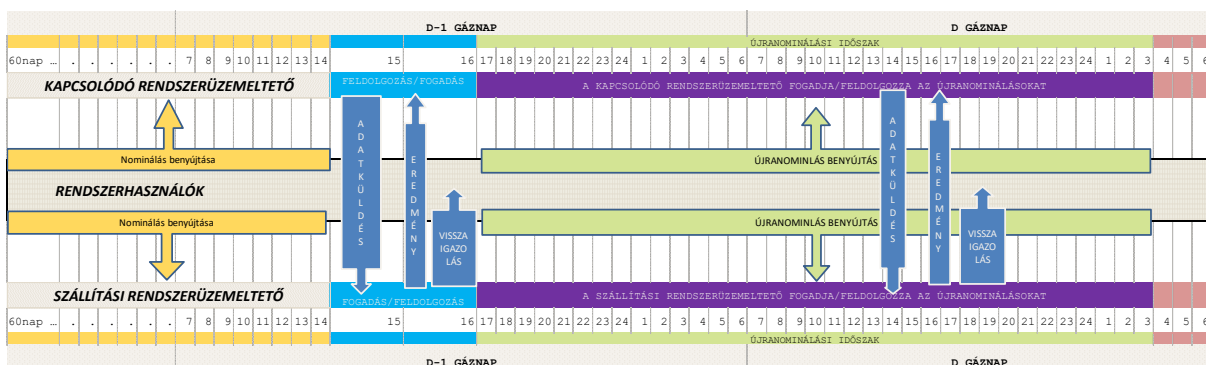 D-1 GÁZNAP D GÁZNAP
ÚJRANOMINÁLÁSI IDŐSZAK
60nap … . . . . . . 7 8 9 10 11 12 13 14 15 16 17 18 19 20 21 22 23 24 1 2 3 4 5 6 7 8 9 10 11 12 13 14 15 16 17 18 19 20 21 22 23 24 1 2 3 4 5 6
KAPCSOLÓDÓ RENDSZERÜZEMELTETŐ FELDOLGOZÁS/FOGADÁS A KAPCSOLÓDÓ RENDSZERÜZEMELTETŐ FOGADJA/FELDOLGOZZA AZ ÚJRANOMINÁLÁSOKAT
ADATKÜLDÉS
EREDMÉNY
ADATKÜLDÉS
EREDMÉNY
Nominálás benyújtása ÚJRANOMINLÁS BENYÚJTÁS
RENDSZERHASZNÁLÓK
Nominálás benyújtása ÚJRANOMINLÁS BENYÚJTÁS
VISSZA
IGAZO
LÁS
VISSZA
IGAZO
LÁS
SZÁLLÍTÁSI RENDSZERÜZEMELTETŐ FOGADÁS/FELDOLGOZÁS A SZÁLLÍTÁSI RENDSZERÜZEMELTETŐ FOGADJA/FELDOLGOZZA AZ ÚJRANOMINÁLÁSOKAT
60nap … . . . . . . 7 8 9 10 11 12 13 14 15 16 17 18 19 20 21 22 23 24 1 2 3 4 5 6 7 8 9 10 11 12 13 14 15 16 17 18 19 20 21 22 23 24 1 2 3 4 5 6
ÚJRANOMINÁLÁSI IDŐSZAK
D-1 GÁZNAP D GÁZNAP